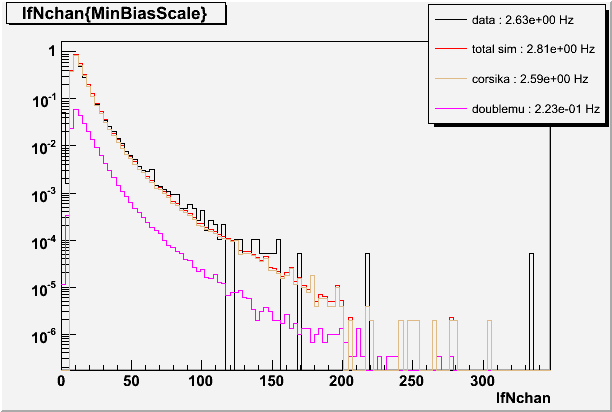 lfNchan{MinBiasScale}
data : 2.63e+00 Hz
total sim : 2.81e+00 Hz
corsika : 2.59e+00 Hz
doublemu : 2.23e-01 Hz
1
10-1
10-2
10-3
10-4
10-5
10-6
0 50 100 150 200 250 300
lfNchan